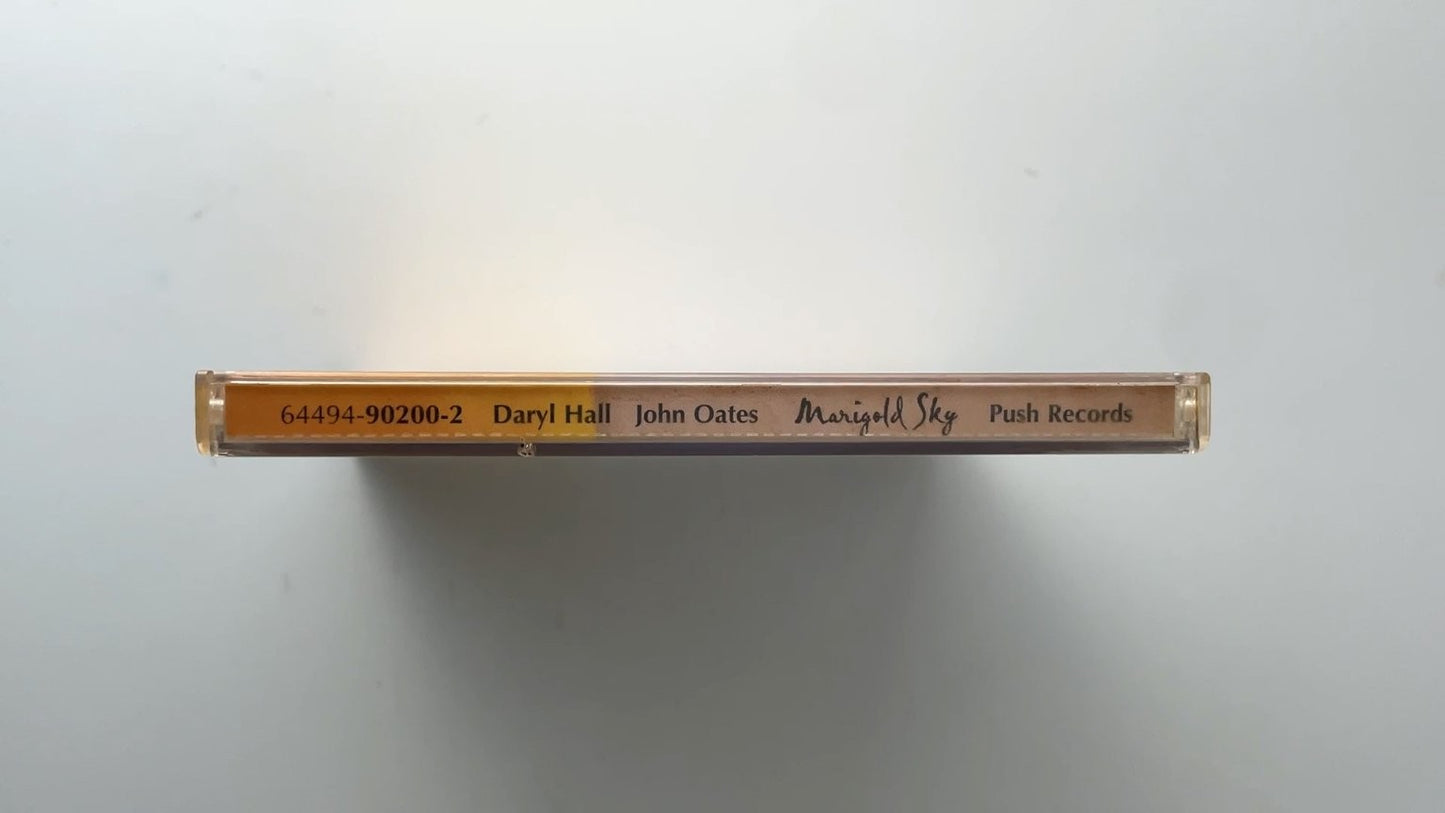 64494-90200-2 Daryl Hall John Oates Marigold Sky Push Records